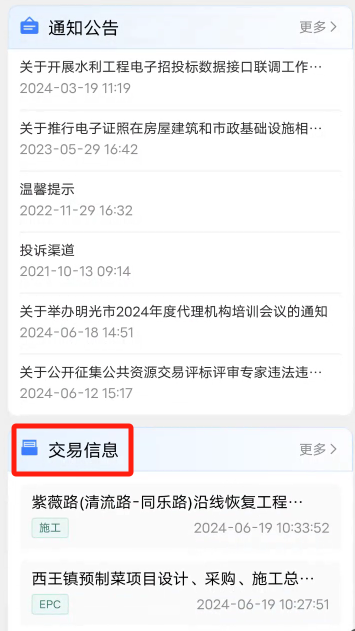 通知公告
更多 >
关于开展水利工程电子招投标数据接口联调工作…
2024-03-19 11:19
关于推行电子证照在房屋建筑和市政基础设施相…
2023-05-29 16:42
温馨提示
2022-11-29 16:32
投诉渠道
2021-10-13 09:14
关于举办明光市2024年度代理机构培训会议的通知
2024-06-18 14:51
关于公开征集公共资源交易评标评审专家违法违…
2024-06-12 15:17
交易信息
更多 >
紫薇路(清流路-同乐路)沿线恢复工程…
施工
2024-06-19 10:33:52
西王镇预制菜项目设计、采购、施工总…
EPC
2024-06-19 10:27:51